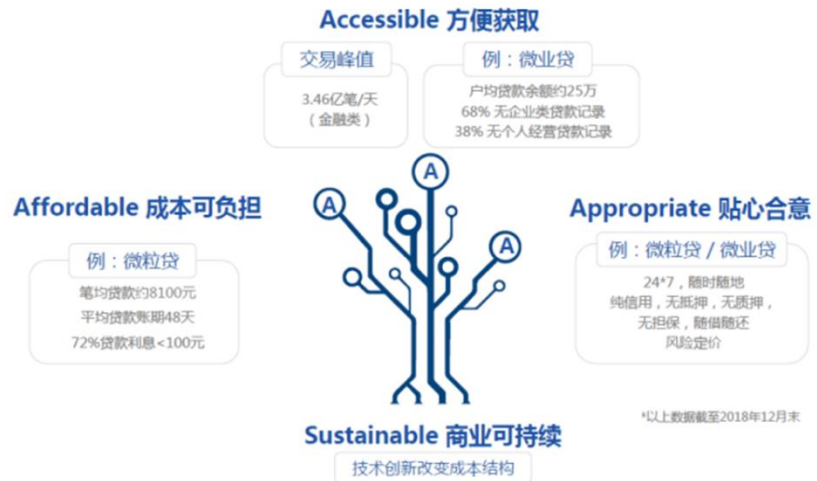 Accessible 方便获取
交易峰值
3.46亿笔/天
（金融类）
例：微业贷
户均贷款余额约25万
68% 无企业类贷款记录
38% 无个人经营贷款记录
A
A
A
Affordable 成本可负担
例：微粒贷
笔均贷款约8100元
平均贷款账期48天
72%贷款利息<100元
Appropriate 贴心合意
例：微粒贷 / 微业贷
24*7，随时随地
纯信用，无抵押，无质押，
无担保，随借随还
风险定价
*以上数据截至2018年12月末
Sustainable 商业可持续
技术创新改变成本结构